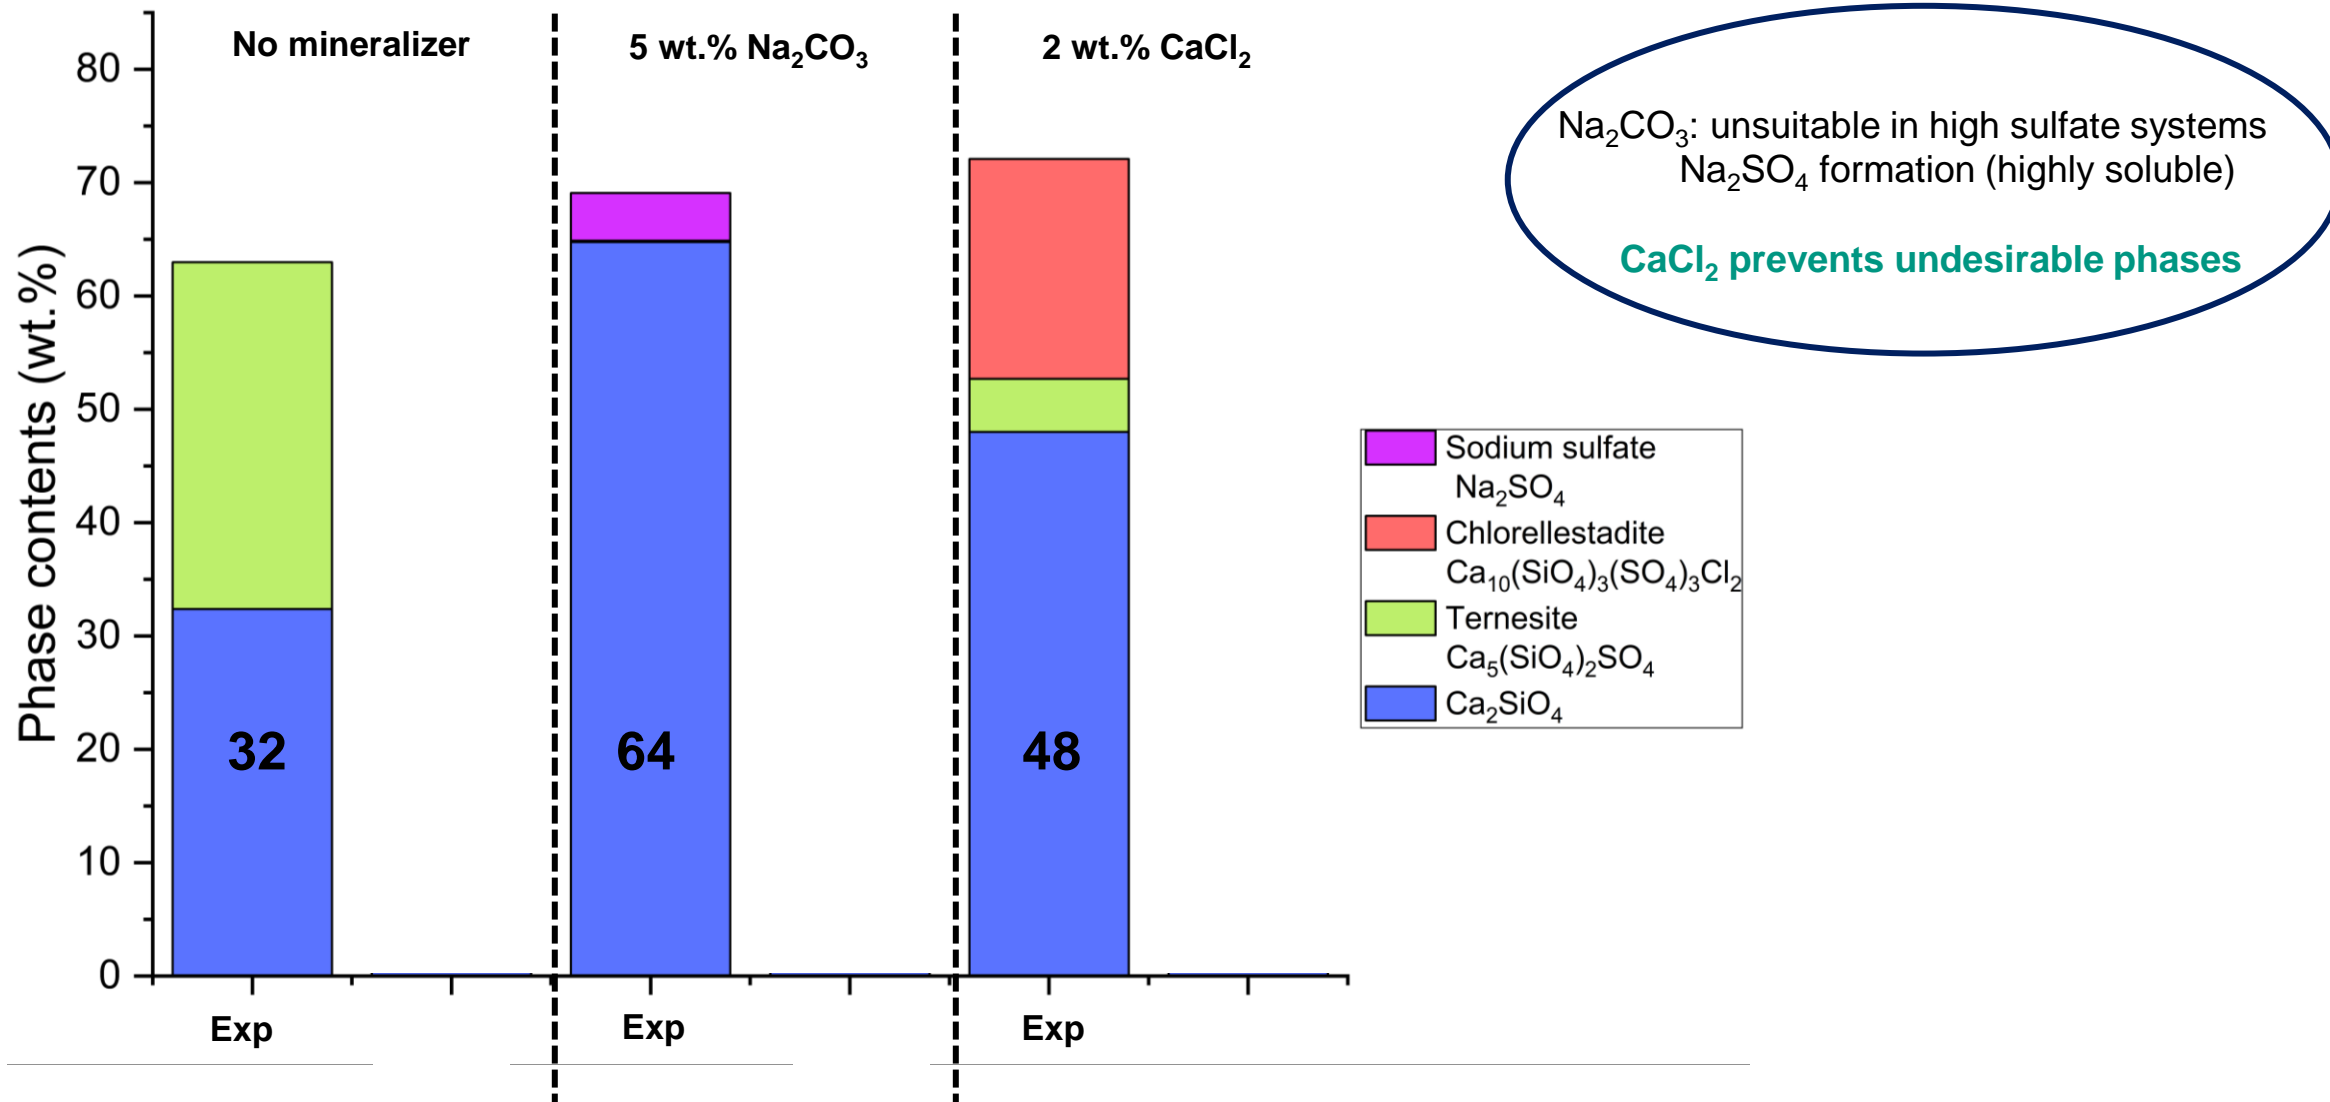 No mineralizer
5 wt.% Na₂CO₃
2 wt.% CaCl₂
Phase contents (wt.%)
80
70
60
50
40
30
20
10
0
32
64
48
Exp
Exp
Exp
Na₂CO₃: unsuitable in high sulfate systems
Na₂SO₄ formation (highly soluble)
CaCl₂ prevents undesirable phases
Sodium sulfate
Na₂SO₄
Chlorellestadite
Ca₁₀(SiO₄)₃(SO₄)₃Cl₂
Ternesite
Ca₅(SiO₄)₂SO₄
Ca₂SiO₄